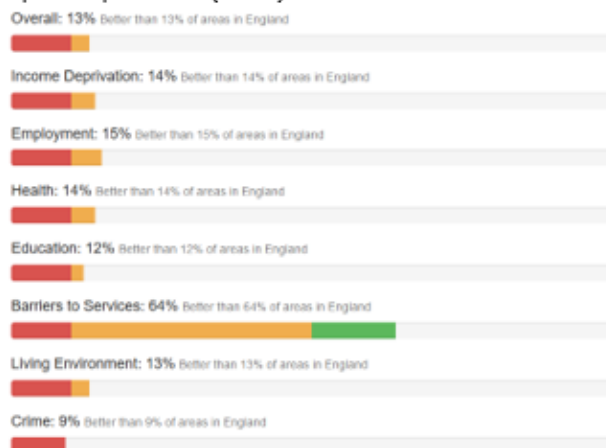 Overall: 13% Better than 13% of areas in England
Income Deprivation: 14% Better than 14% of areas in England
Employment: 15% Better than 15% of areas in England
Health: 14% Better than 14% of areas in England
Education: 12% Better than 12% of areas in England
Barriers to Services: 64% Better than 64% of areas in England
Living Environment: 13% Better than 13% of areas in England
Crime: 9% Better than 9% of areas in England